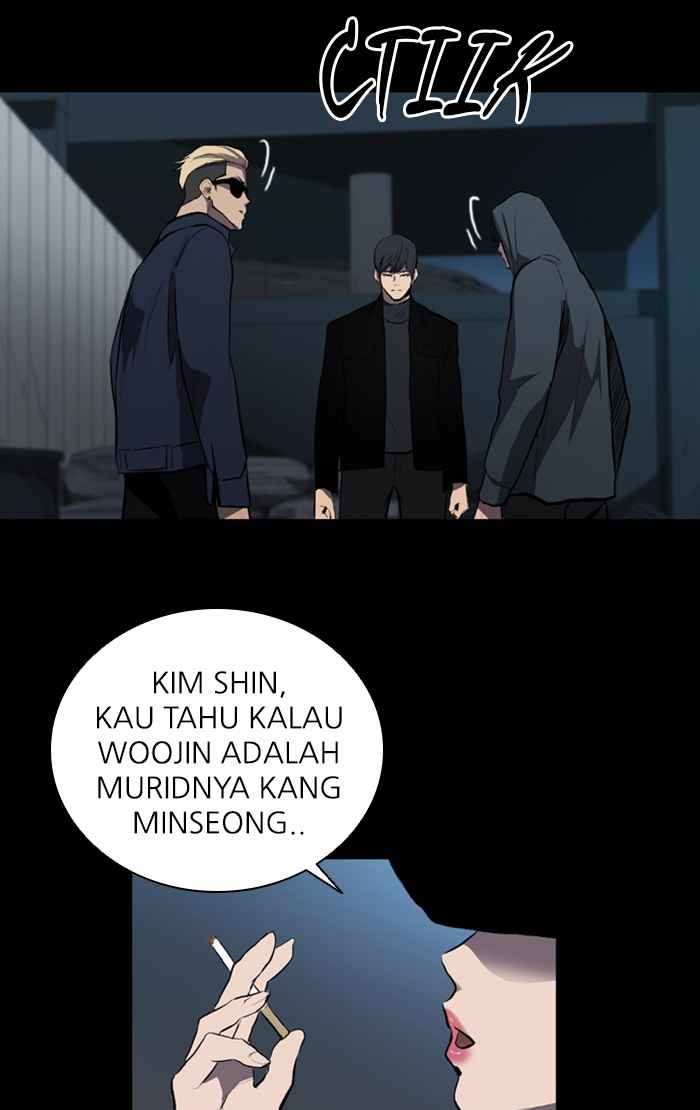 CTIIK
KIM SHIN,
KAU TAHU KALAU
WOOJIN ADALAH
MURIDNYA KANG
MINSEONG..